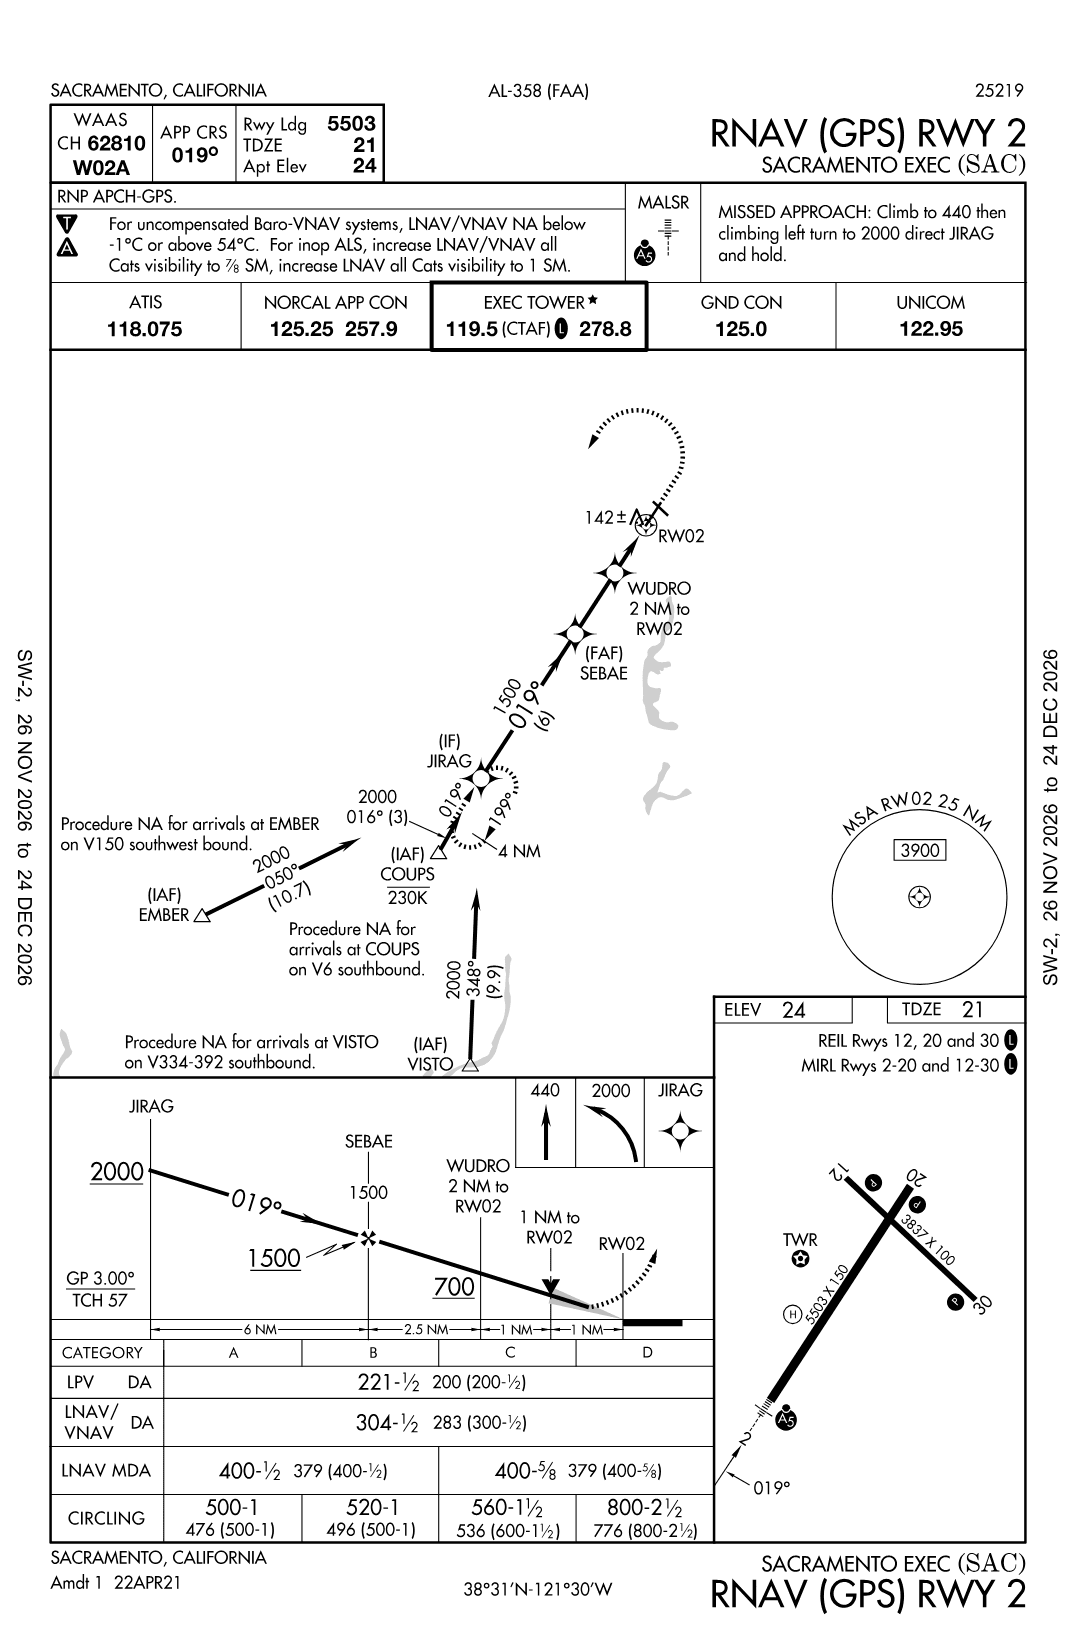 SACRAMENTO, CALIFORNIA
AL-358 (FAA)
25219
WAAS
CH 62810
W02A
APP CRS
019°
Rwy Ldg 5503
TDZE 21
Apt Elev 24
RNAV (GPS) RWY 2
SACRAMENTO EXEC (SAC)
RNP APCH-GPS.
T
A
For uncompensated Baro-VNAV systems, LNAV/VNAV NA below
-1°C or above 54°C. For inop ALS, increase LNAV/VNAV all
Cats visibility to ⅞ SM, increase LNAV all Cats visibility to 1 SM.
MALSR
A5
MISSED APPROACH: Climb to 440 then
climbing left turn to 2000 direct JIRAG
and hold.
ATIS
118.075
NORCAL APP CON
125.25 257.9
EXEC TOWER★
119.5 (CTAF) L 278.8
GND CON
125.0
UNICOM
122.95
142±
RW02
WUDRO
2 NM to
RW02
(FAF)
SEBAE
1500
019°
(6)
(IF)
JIRAG
019°
199°
4 NM
2000
016° (3)
(IAF)
COUPS
230K
Procedure NA for arrivals at EMBER
on V150 southwest bound.
2000
050°
(10.7)
(IAF)
EMBER
Procedure NA for
arrivals at COUPS
on V6 southbound.
2000
348°
(9.9)
Procedure NA for arrivals at VISTO
on V334-392 southbound.
(IAF)
VISTO
MSA RW02 25 NM
3900
SW-2, 26 NOV 2026 to 24 DEC 2026
SW-2, 26 NOV 2026 to 24 DEC 2026
ELEV 24
TDZE 21
REIL Rwys 12, 20 and 30 L
MIRL Rwys 2-20 and 12-30 L
12
P
20
P
3837 X 100
TWR
H
5503 X 150
P
30
A5
2
019°
JIRAG
2000
019°
SEBAE
1500
1500
WUDRO
2 NM to
RW02
700
1 NM to
RW02
RW02
440
2000
JIRAG
GP 3.00°
TCH 57
6 NM
2.5 NM
1 NM
1 NM
CATEGORY A B C D
LPV DA 221-½ 200 (200-½)
LNAV/
VNAV DA 304-½ 283 (300-½)
LNAV MDA 400-½ 379 (400-½) 400-⅝ 379 (400-⅝)
CIRCLING
500-1
476 (500-1)
520-1
496 (500-1)
560-1½
536 (600-1½)
800-2½
776 (800-2½)
SACRAMENTO, CALIFORNIA
Amdt 1 22APR21
38°31'N-121°30'W
SACRAMENTO EXEC (SAC)
RNAV (GPS) RWY 2